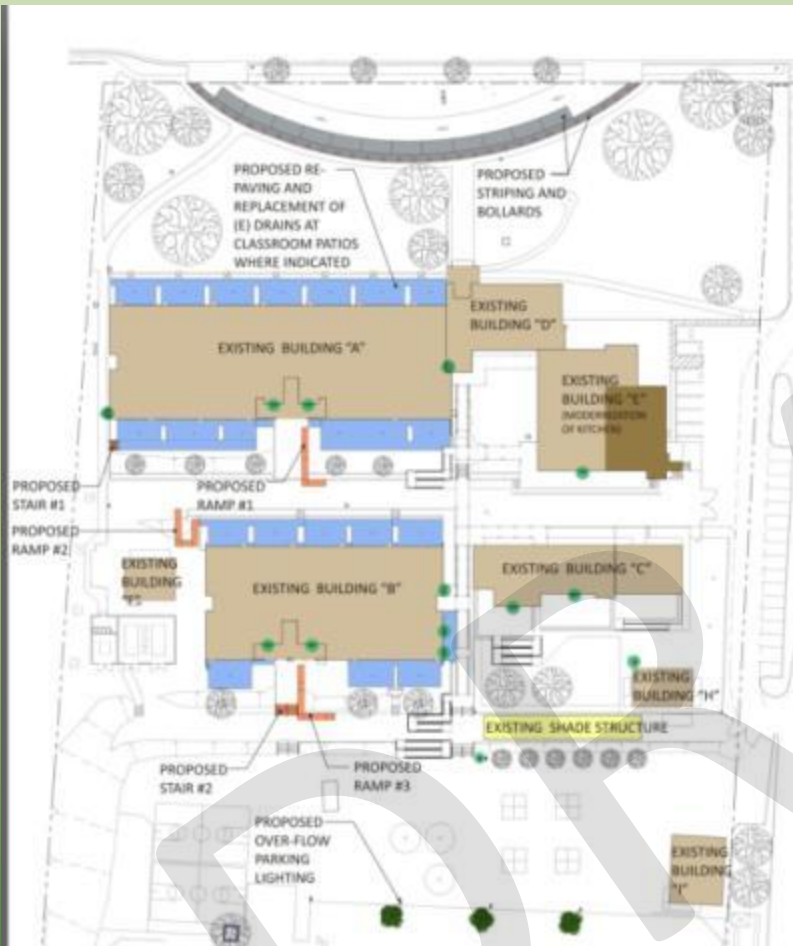 PROPOSED RE-
PAVING AND
REPLACEMENT OF
(E) DRAINS AT
CLASSROOM PATIOS
WHERE INDICATED
PROPOSED
STRIPING AND
BOLLARDS
EXISTING
BUILDING "D"
EXISTING BUILDING "A"
EXISTING
BUILDING "E"
(MODERNIZATION
OF KITCHEN)
PROPOSED
STAIR #1
PROPOSED
RAMP #1
PROPOSED
RAMP #2
EXISTING
BUILDING
EXISTING BUILDING "B"
EXISTING BUILDING "C"
EXISTING
BUILDING "H"
EXISTING SHADE STRUCTURE
PROPOSED
STAIR #2
PROPOSED
RAMP #3
PROPOSED
OVER-FLOW
PARKING
LIGHTING
EXISTING
BUILDING
"I"